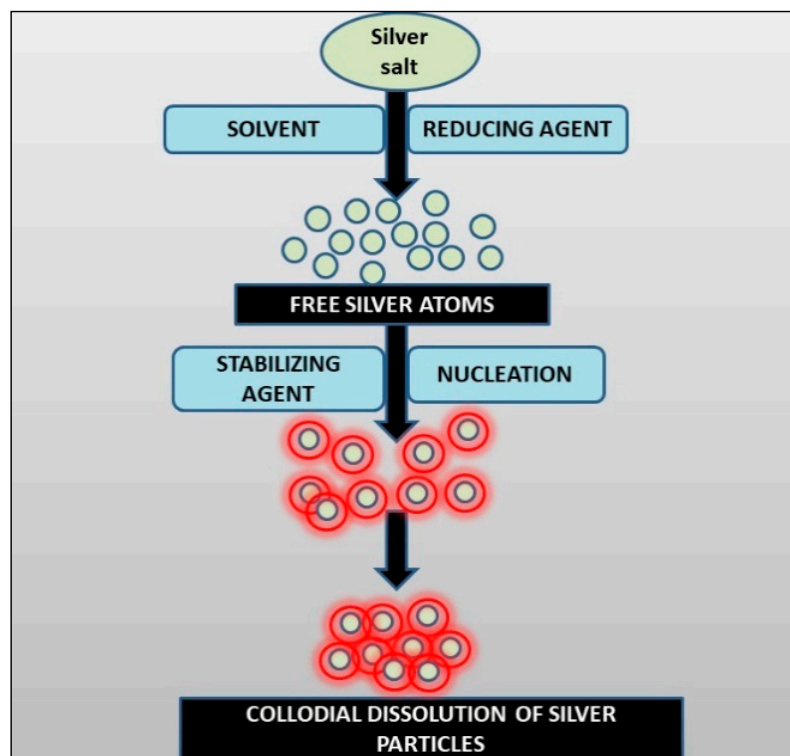 Silver
salt
SOLVENT
REDUCING AGENT
FREE SILVER ATOMS
STABILIZING
AGENT
NUCLEATION
COLLODIAL DISSOLUTION OF SILVER
PARTICLES